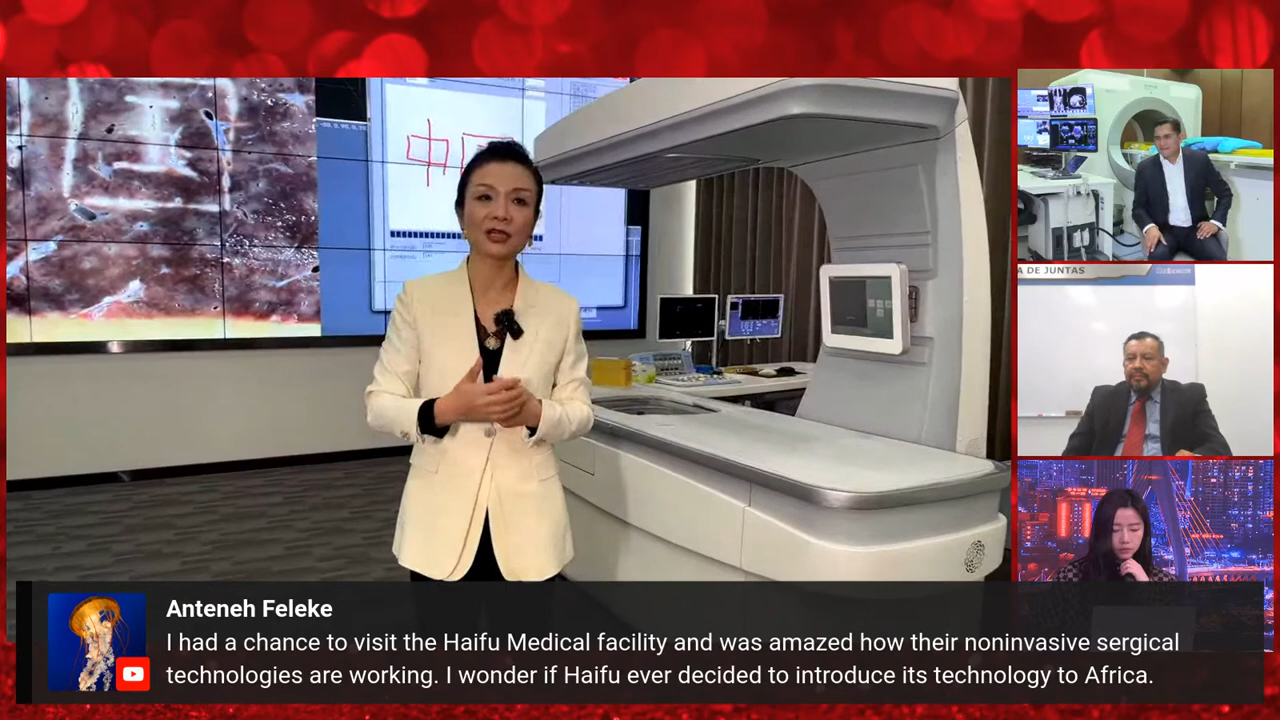 中
A DE JUNTAS
Anteneh Feleke
I had a chance to visit the Haifu Medical facility and was amazed how their noninvasive sergical
technologies are working. I wonder if Haifu ever decided to introduce its technology to Africa.